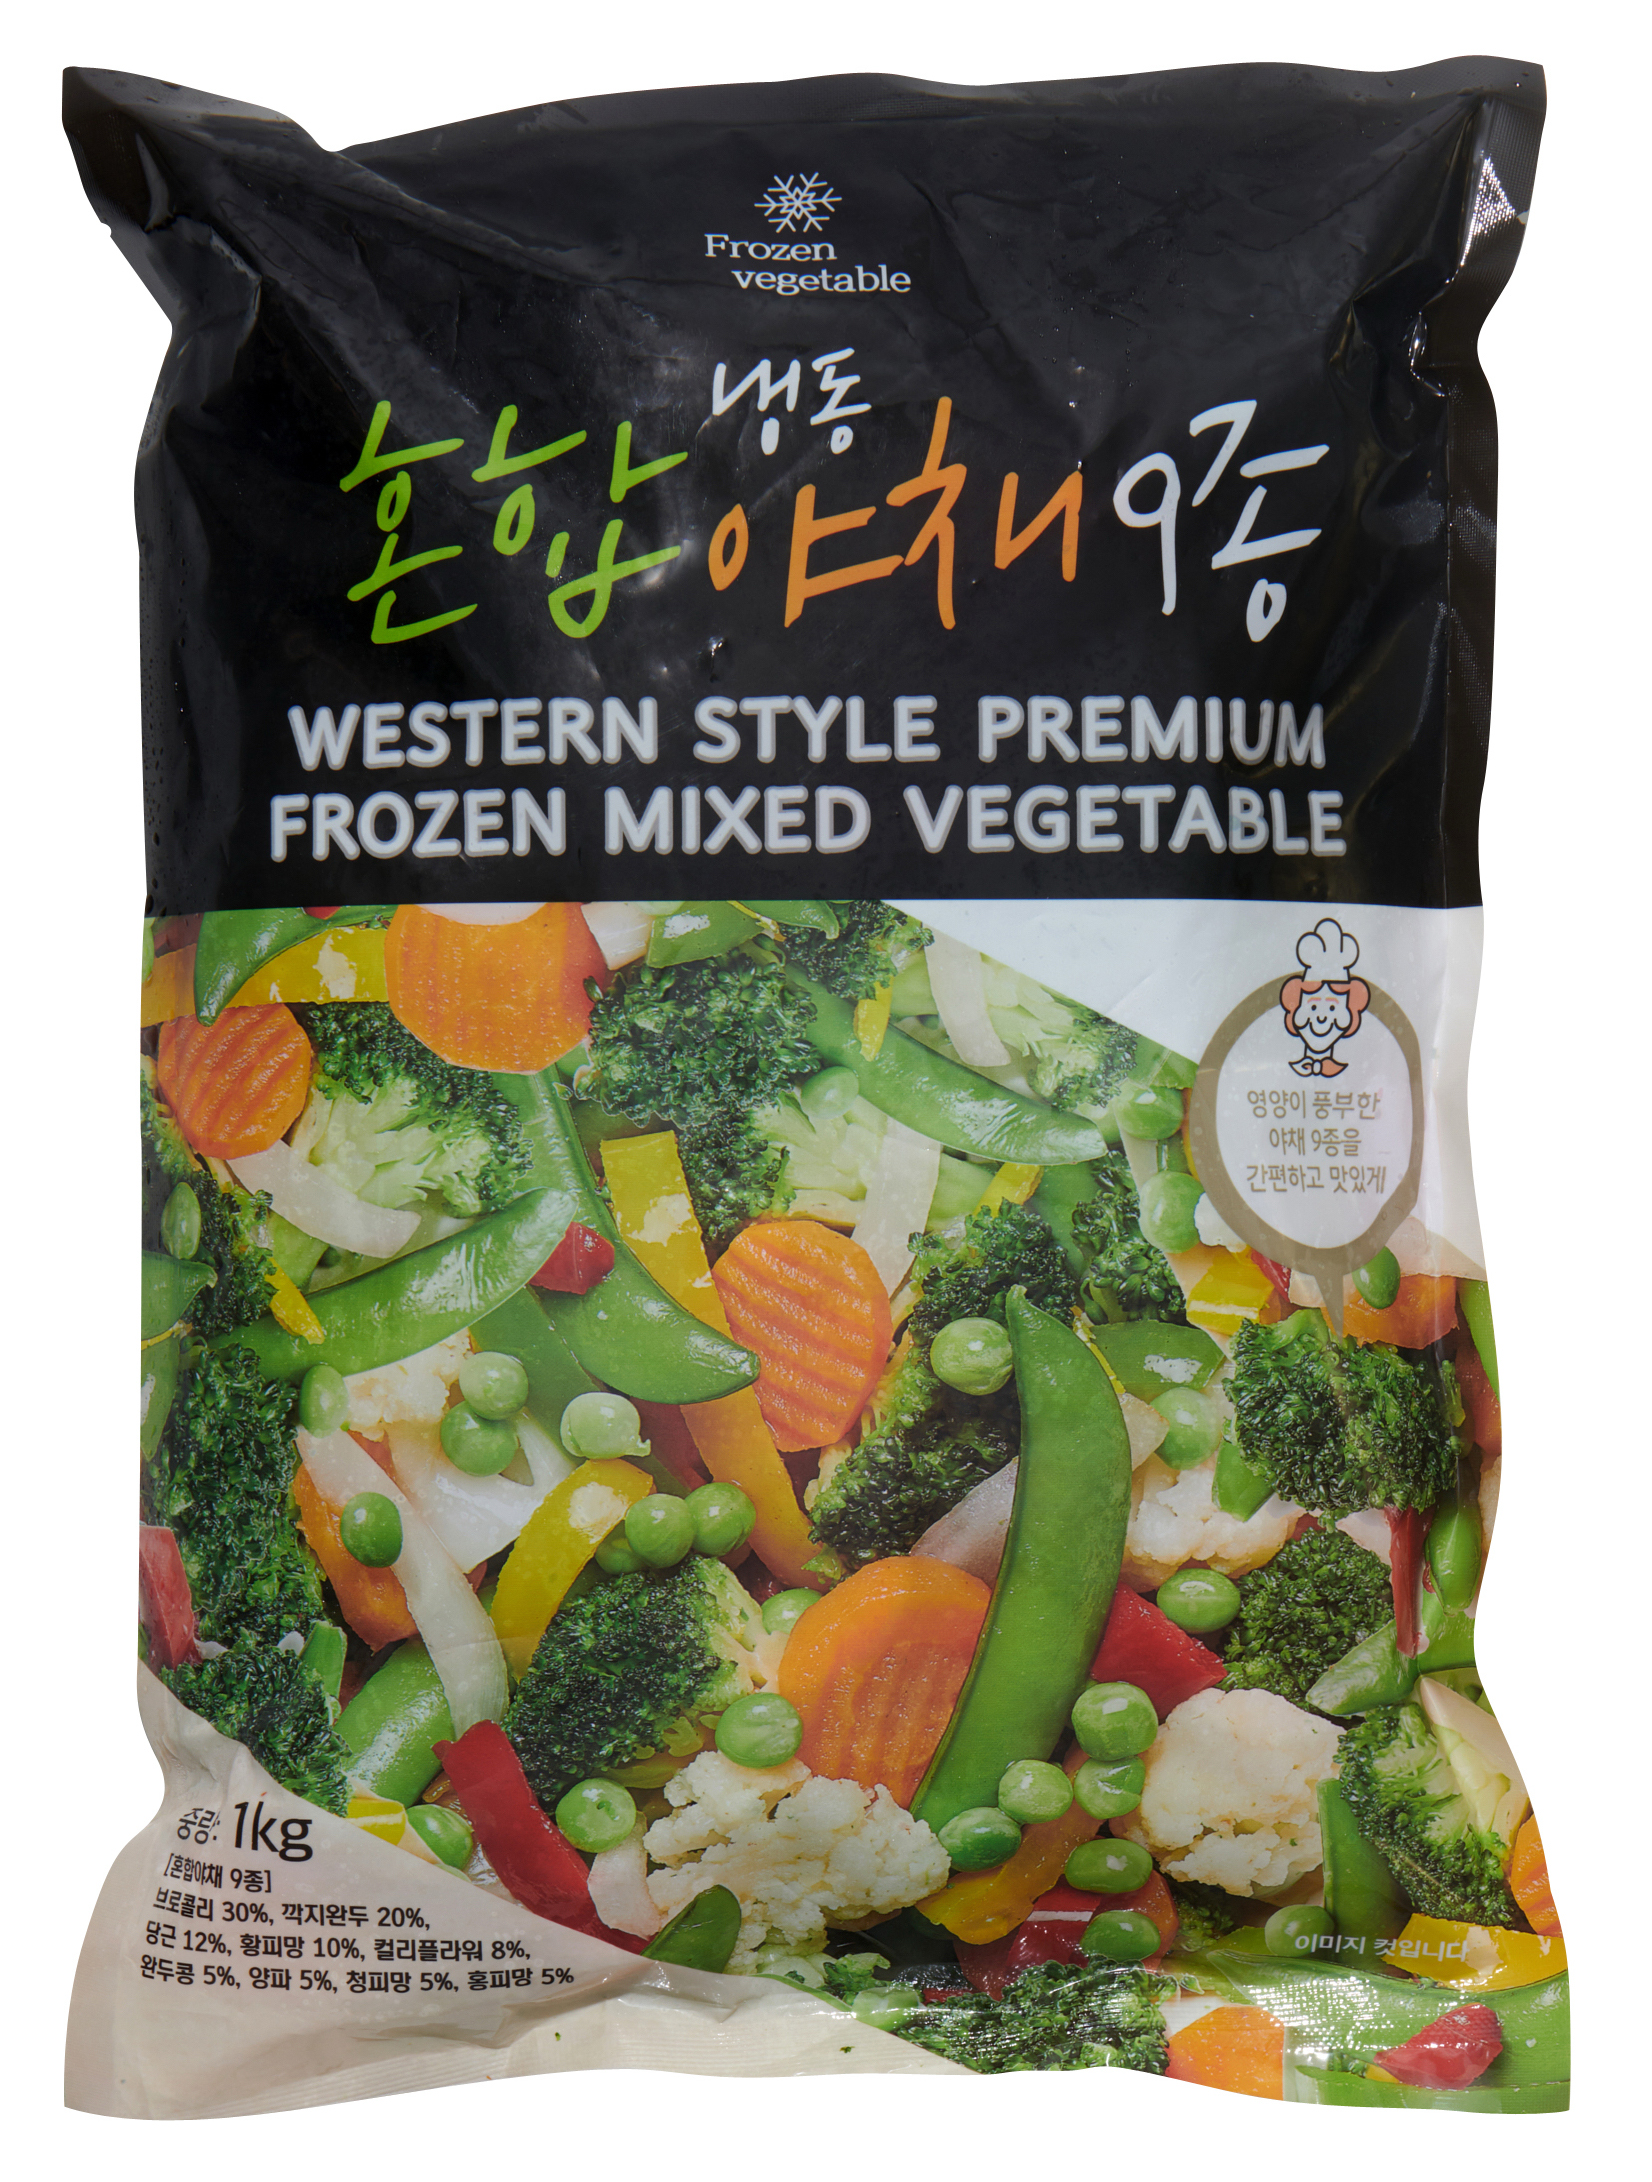 Frozen
vegetable
냉동
혼합 야채 9종
WESTERN STYLE PREMIUM
FROZEN MIXED VEGETABLE
영양이 풍부한
야채 9종을
간편하고 맛있게
중량: 1kg
[혼합야채 9종]
브로콜리 30%, 깍지완두 20%,
당근 12%, 황피망 10%, 컬리플라워 8%,
완두콩 5%, 양파 5%, 청피망 5%, 홍피망 5%
이미지 컷입니다